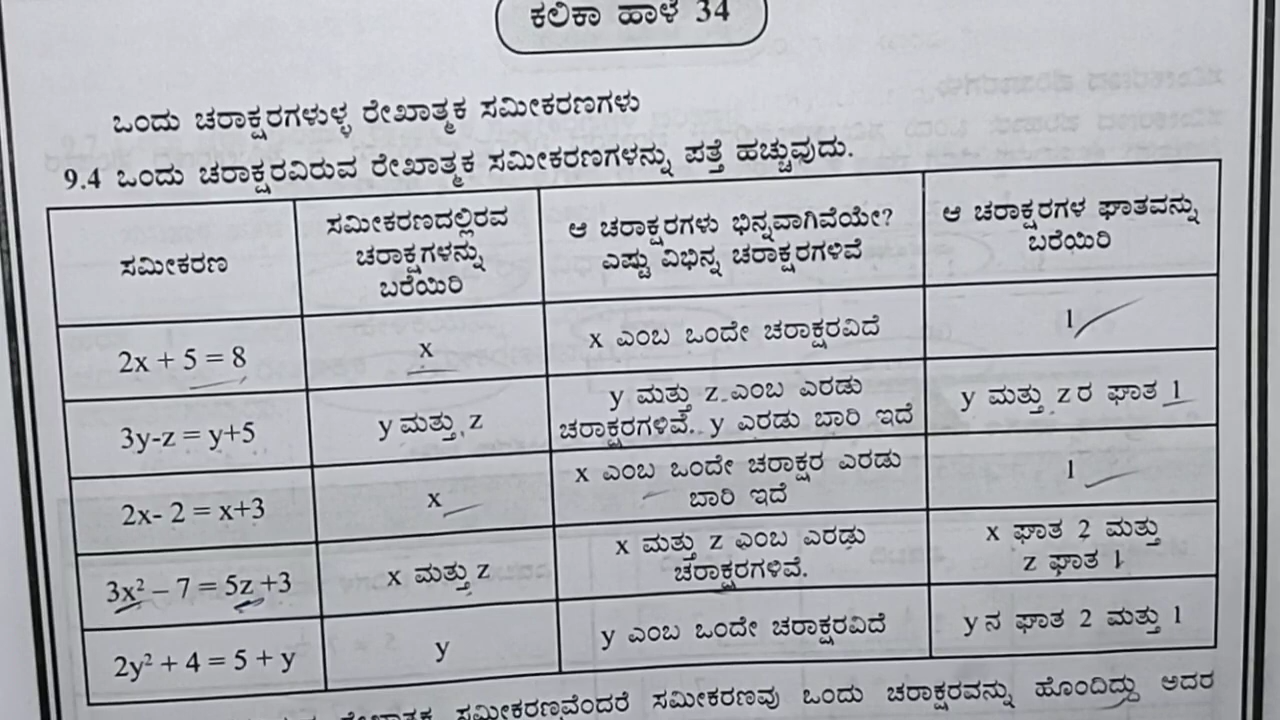 ಕಲಿಕಾ ಹಾಳೆ 34
ಒಂದು ಚರಾಕ್ಷರಗಳುಳ್ಳ ರೇಖಾತ್ಮಕ ಸಮೀಕರಣಗಳು
9.4 ಒಂದು ಚರಾಕ್ಷರವಿರುವ ರೇಖಾತ್ಮಕ ಸಮೀಕರಣಗಳನ್ನು ಪತ್ತೆ ಹಚ್ಚುವುದು.
ಸಮೀಕರಣ
ಸಮೀಕರಣದಲ್ಲಿರವ
ಚರಾಕ್ಷಗಳನ್ನು
ಬರೆಯಿರಿ
ಆ ಚರಾಕ್ಷರಗಳು ಭಿನ್ನವಾಗಿವೆಯೇ?
ಎಷ್ಟು ವಿಭಿನ್ನ ಚರಾಕ್ಷರಗಳಿವೆ
ಆ ಚರಾಕ್ಷರಗಳ ಘಾತವನ್ನು
ಬರೆಯಿರಿ
2x + 5 = 8
x
x ಎಂಬ ಒಂದೇ ಚರಾಕ್ಷರವಿದೆ
1
3y-z = y+5
y ಮತ್ತು z
y ಮತ್ತು z ಎಂಬ ಎರಡು
ಚರಾಕ್ಷರಗಳಿವೆ. y ಎರಡು ಬಾರಿ ಇದೆ
y ಮತ್ತು z ರ ಘಾತ 1
2x- 2 = x+3
x
x ಎಂಬ ಒಂದೇ ಚರಾಕ್ಷರ ಎರಡು
ಬಾರಿ ಇದೆ
1
3x² – 7 = 5z +3
x ಮತ್ತು z
x ಮತ್ತು z ಎಂಬ ಎರಡು
ಚರಾಕ್ಷರಗಳಿವೆ.
x ಘಾತ 2 ಮತ್ತು
z ಘಾತ 1
2y² + 4 = 5 + y
y
y ಎಂಬ ಒಂದೇ ಚರಾಕ್ಷರವಿದೆ
y ನ ಘಾತ 2 ಮತ್ತು 1
ರೇಖಾತ್ಮಕ ಸಮೀಕರಣವೆಂದರೆ ಸಮೀಕರಣವು ಒಂದು ಚರಾಕ್ಷರವನ್ನು ಹೊಂದಿದ್ದು ಅದರ